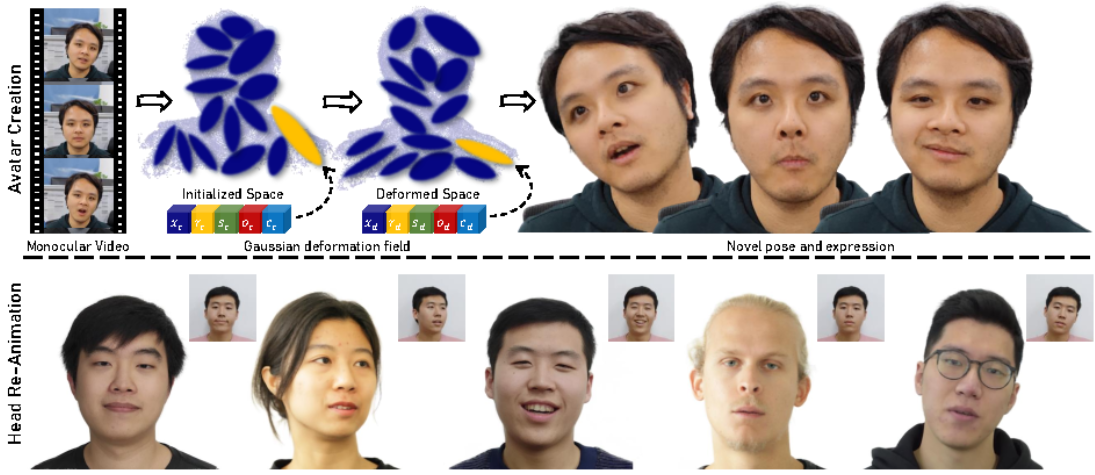 Avatar Creation
Initialized Space
Deformed Space
x_c r_c s_c o_c c_c
x_d r_d s_d o_d c_d
Monocular Video
Gaussian deformation field
Novel pose and expression
Head Re-Animation